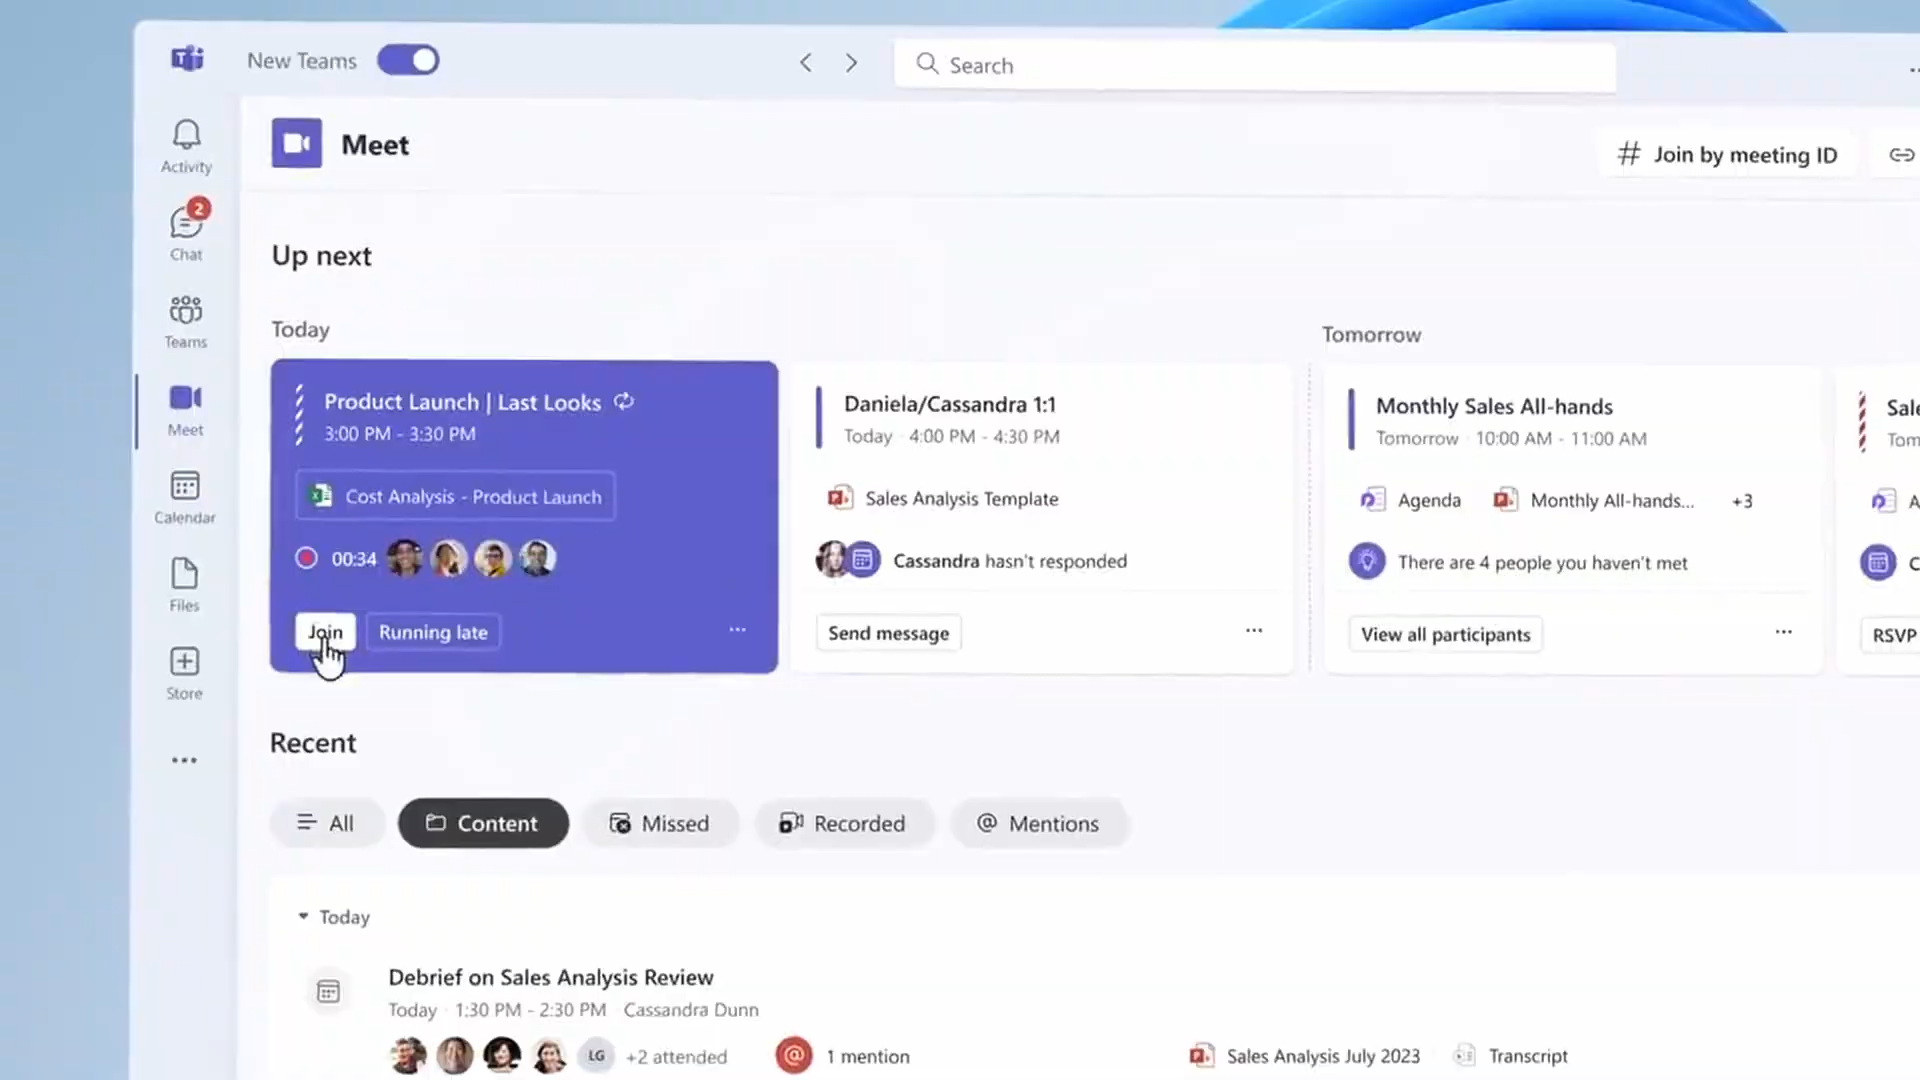 New Teams
Search
Activity
2
Chat
Teams
Meet
Calendar
Files
Store
Meet
# Join by meeting ID
Up next
Today
Tomorrow
Product Launch | Last Looks
3:00 PM - 3:30 PM
Cost Analysis - Product Launch
00:34
Join
Running late
Daniela/Cassandra 1:1
Today · 4:00 PM - 4:30 PM
Sales Analysis Template
Cassandra hasn't responded
Send message
Monthly Sales All-hands
Tomorrow · 10:00 AM - 11:00 AM
Agenda
Monthly All-hands...
+3
There are 4 people you haven't met
View all participants
Sale
Tom
A
C
RSVP
Recent
All
Content
Missed
Recorded
@ Mentions
Today
Debrief on Sales Analysis Review
Today · 1:30 PM - 2:30 PM · Cassandra Dunn
LG
+2 attended
@ 1 mention
Sales Analysis July 2023
Transcript